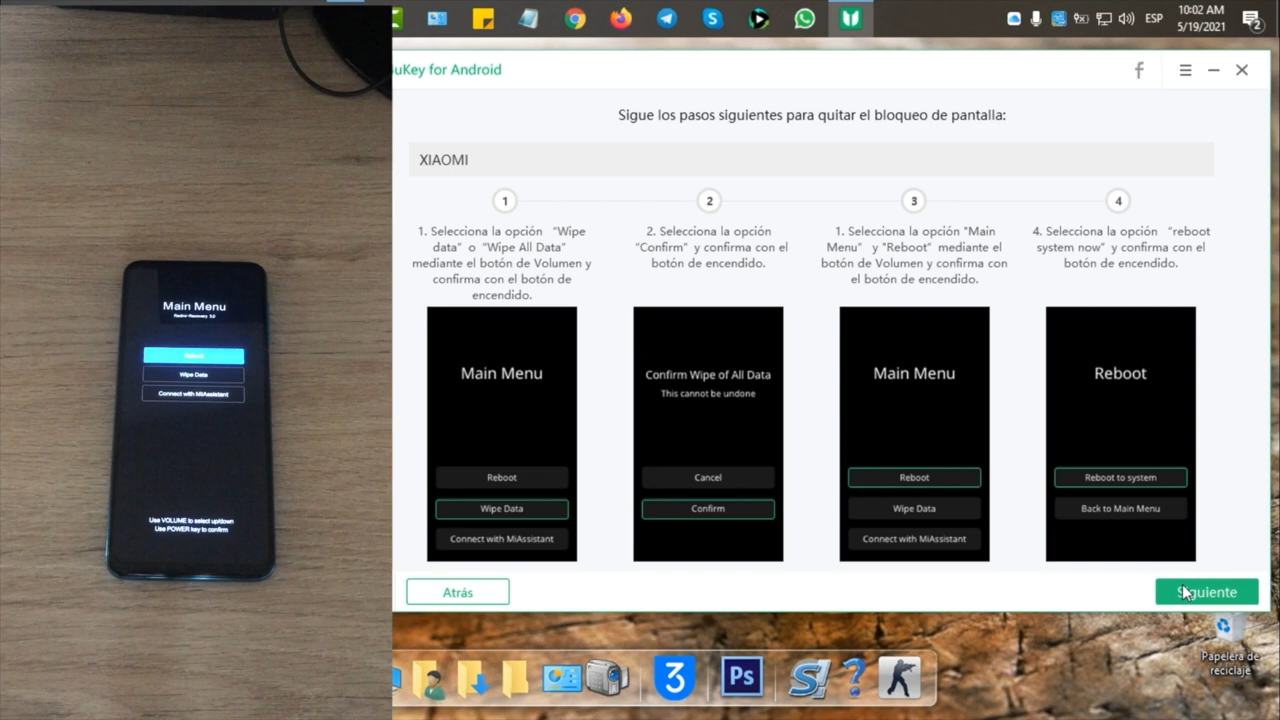 ESP
10:02 AM
5/19/2021
2
uKey for Android
Sigue los pasos siguientes para quitar el bloqueo de pantalla:
XIAOMI
1
1. Selecciona la opción “Wipe
data” o “Wipe All Data”
mediante el botón de Volumen y
confirma con el botón de
encendido.
2
2. Selecciona la opción
“Confirm” y confirma con el
botón de encendido.
3
1. Selecciona la opción "Main
Menu" y "Reboot" mediante el
botón de Volumen y confirma con
el botón de encendido.
4
4. Selecciona la opción “reboot
system now” y confirma con el
botón de encendido.
Main Menu
Reboot
Wipe Data
Connect with MiAssistant
Confirm Wipe of All Data
This cannot be undone
Cancel
Confirm
Main Menu
Reboot
Wipe Data
Connect with MiAssistant
Reboot
Reboot to system
Back to Main Menu
Atrás
Siguiente
Papelera de
reciclaje
3
Ps
Main Menu
Redmi-Recovery 3.0
Reboot
Wipe Data
Connect with MiAssistant
Use VOLUME to select up/down
Use POWER key to confirm